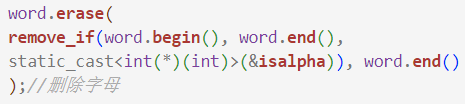 word.erase(
remove_if(word.begin(), word.end(),
static_cast<int(*)(int)>(&isalpha)), word.end()
);//删除字母